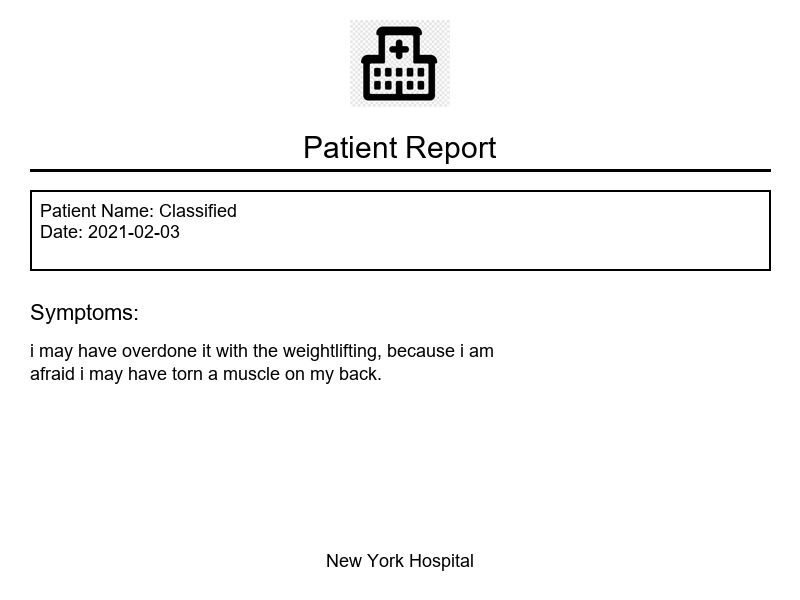 Patient Report
Patient Name: Classified
Date: 2021-02-03
Symptoms:
i may have overdone it with the weightlifting, because i am
afraid i may have torn a muscle on my back.
New York Hospital